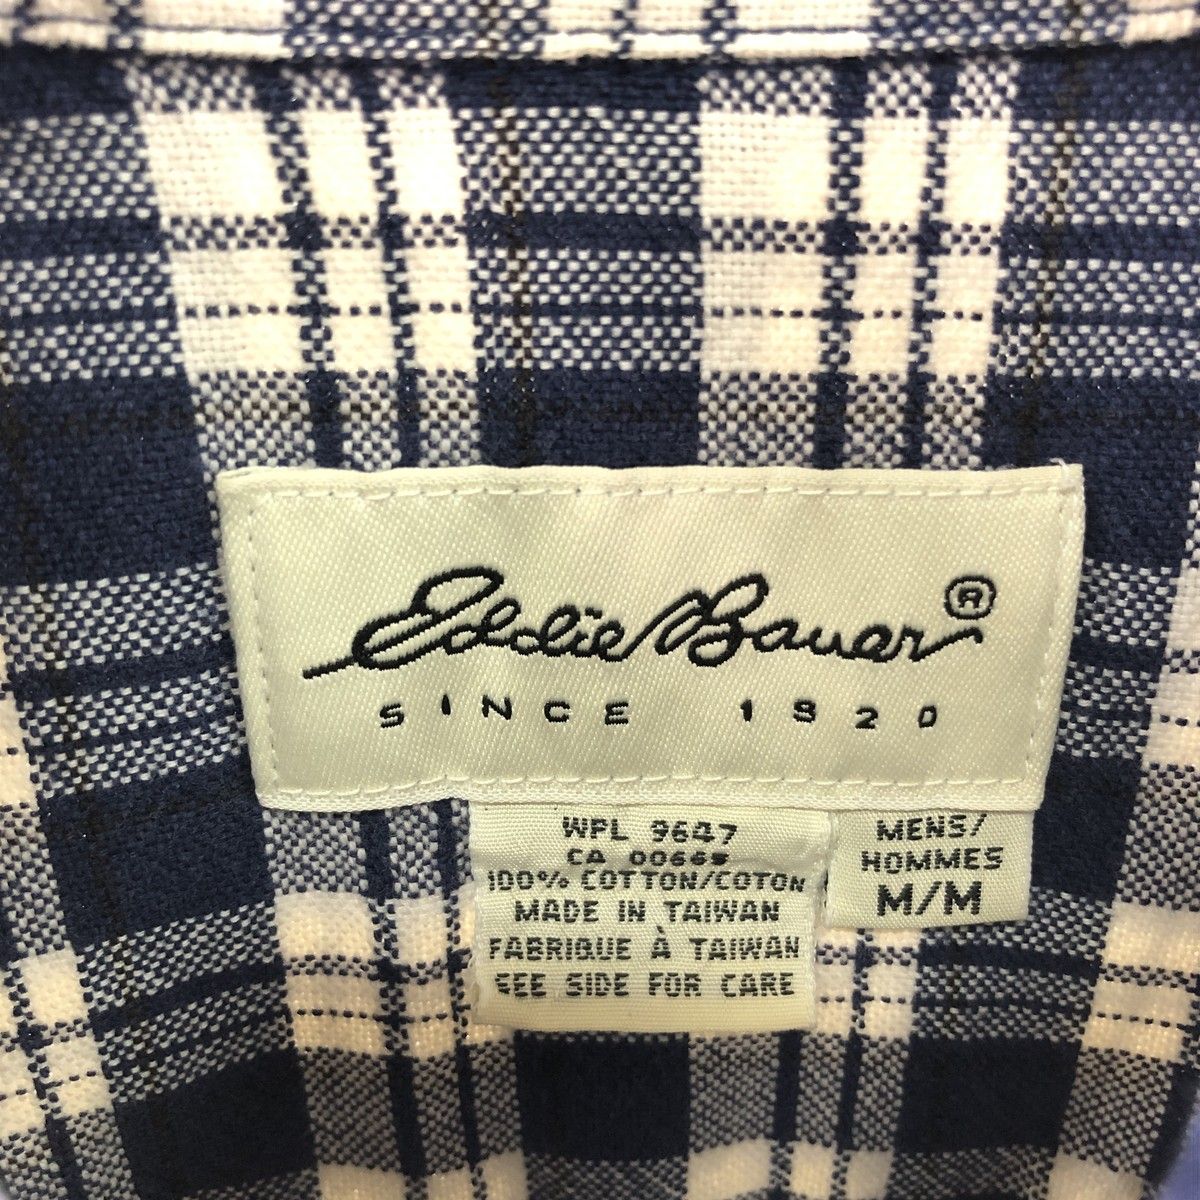 Eddie Bauer ®
SINCE 1920
WPL 9647
CA 00665
100% COTTON/COTON
MADE IN TAIWAN
FABRIQUE À TAIWAN
SEE SIDE FOR CARE
MENS/
HOMMES
M/M